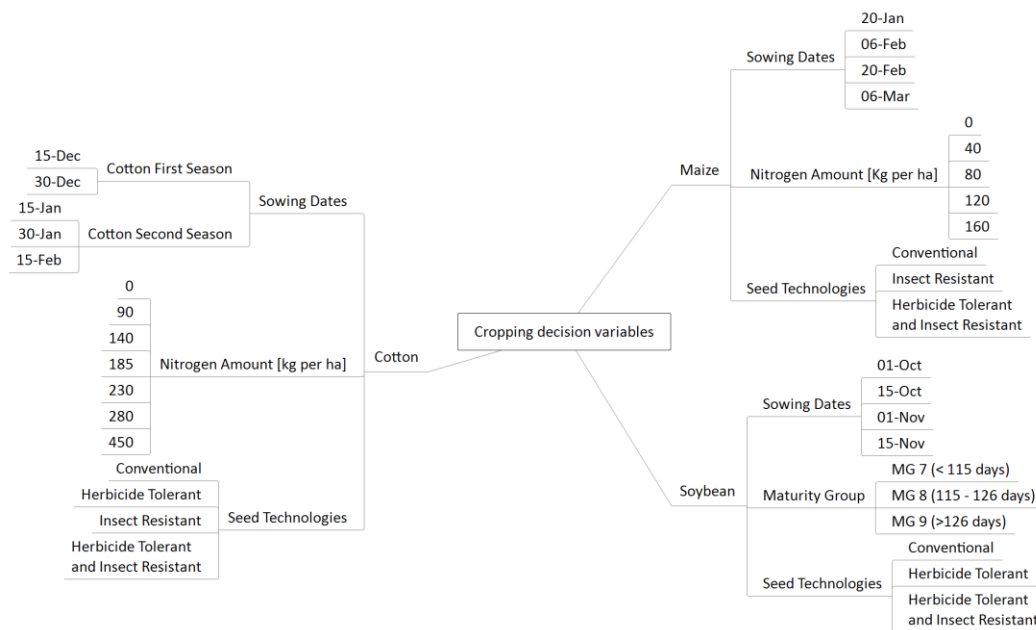 15-Dec
30-Dec
Cotton First Season
15-Jan
30-Jan
15-Feb
Cotton Second Season
Sowing Dates
0
90
140
185
230
280
450
Nitrogen Amount [kg per ha]
Conventional
Herbicide Tolerant
Insect Resistant
Herbicide Tolerant
and Insect Resistant
Seed Technologies
Cotton
Cropping decision variables
Maize
Sowing Dates
20-Jan
06-Feb
20-Feb
06-Mar
Nitrogen Amount [Kg per ha]
0
40
80
120
160
Seed Technologies
Conventional
Insect Resistant
Herbicide Tolerant
and Insect Resistant
Soybean
Sowing Dates
01-Oct
15-Oct
01-Nov
15-Nov
Maturity Group
MG 7 (< 115 days)
MG 8 (115 - 126 days)
MG 9 (>126 days)
Seed Technologies
Conventional
Herbicide Tolerant
Herbicide Tolerant
and Insect Resistant